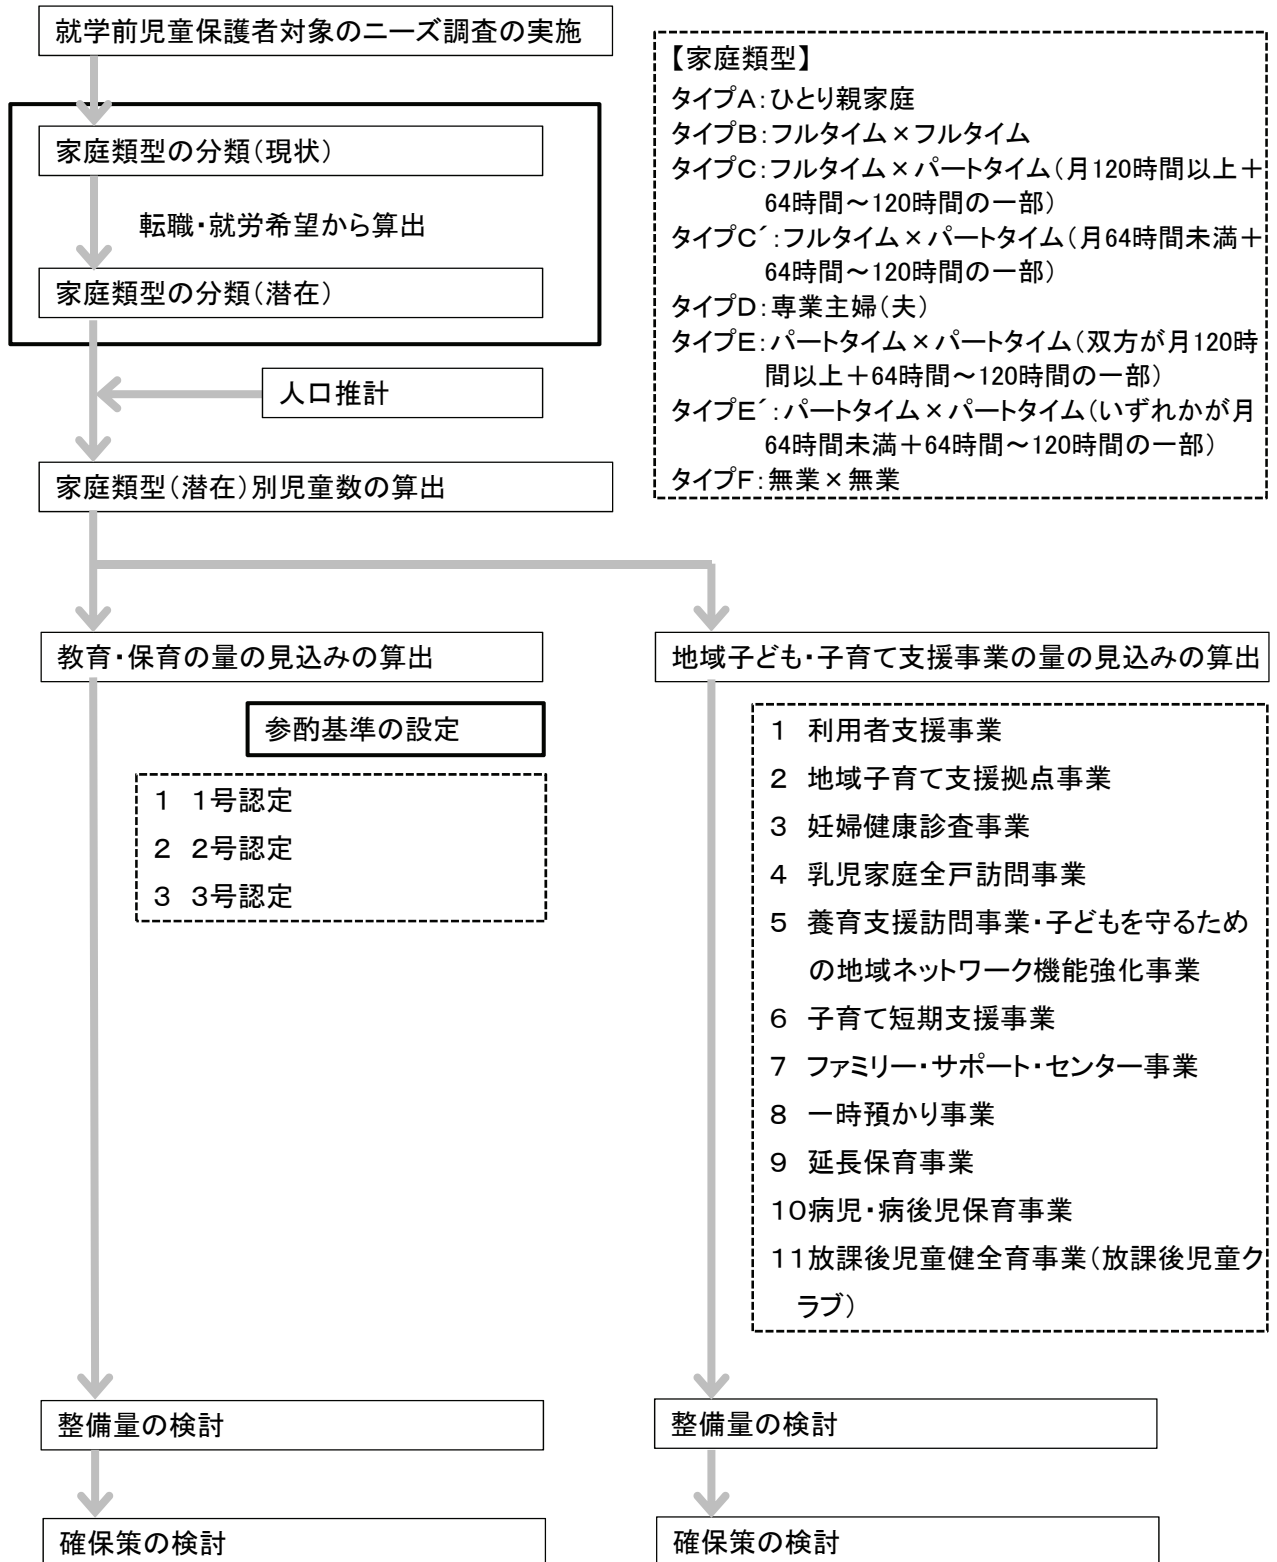 就学前児童保護者対象のニーズ調査の実施
家庭類型の分類(現状)
転職・就労希望から算出
家庭類型の分類(潜在)
人口推計
家庭類型(潜在)別児童数の算出
【家庭類型】
タイプA:ひとり親家庭
タイプB:フルタイム×フルタイム
タイプC:フルタイム×パートタイム(月120時間以上+
64時間~120時間の一部)
タイプC´:フルタイム×パートタイム(月64時間未満+
64時間~120時間の一部)
タイプD:専業主婦(夫)
タイプE:パートタイム×パートタイム(双方が月120時
間以上+64時間~120時間の一部)
タイプE´:パートタイム×パートタイム(いずれかが月
64時間未満+64時間~120時間の一部)
タイプF:無業×無業
教育・保育の量の見込みの算出
参酌基準の設定
1 1号認定
2 2号認定
3 3号認定
整備量の検討
確保策の検討
地域子ども・子育て支援事業の量の見込みの算出
1 利用者支援事業
2 地域子育て支援拠点事業
3 妊婦健康診査事業
4 乳児家庭全戸訪問事業
5 養育支援訪問事業・子どもを守るため
の地域ネットワーク機能強化事業
6 子育て短期支援事業
7 ファミリー・サポート・センター事業
8 一時預かり事業
9 延長保育事業
10病児・病後児保育事業
11放課後児童健全育事業(放課後児童ク
ラブ)
整備量の検討
確保策の検討